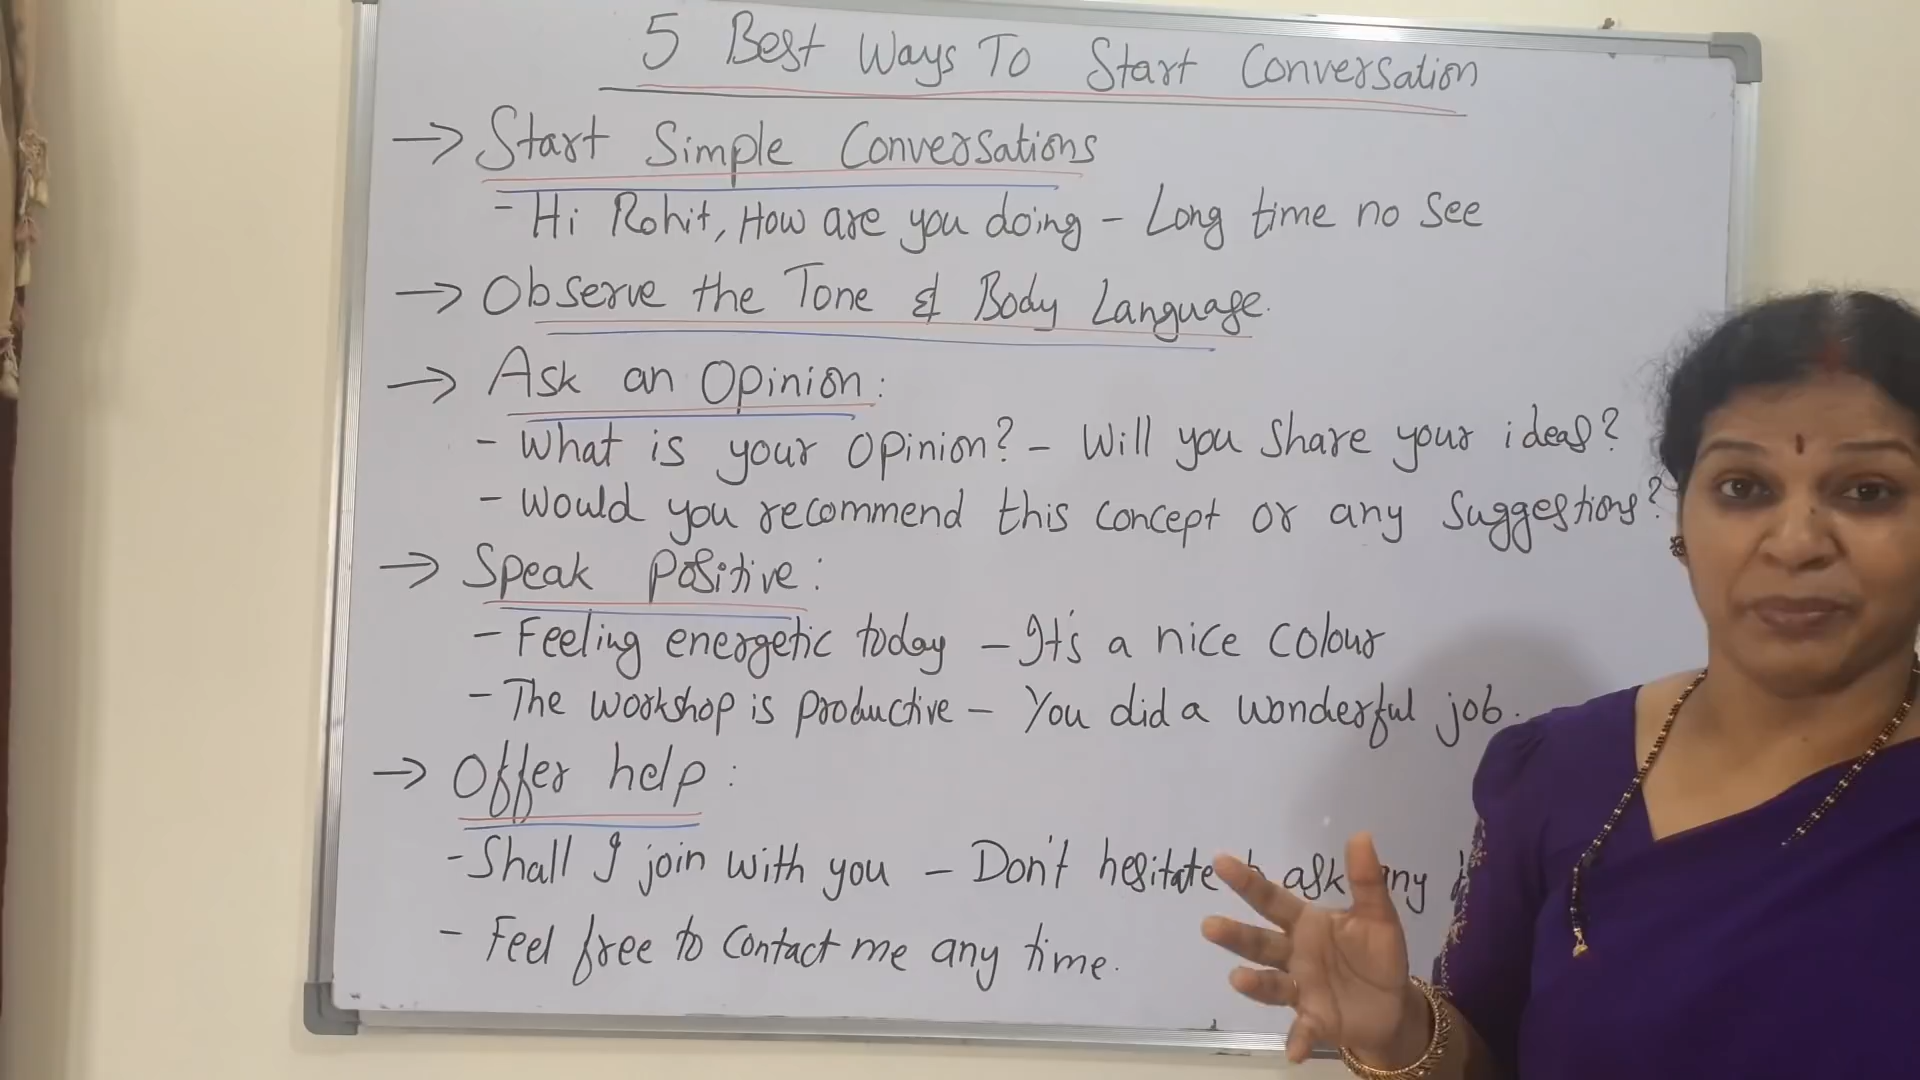 5 Best Ways To Start Conversation
→ Start Simple Conversations
- Hi Rohit, How are you doing - Long time no see
→ Observe the Tone & Body Language.
→ Ask an Opinion:
- What is your opinion? - Will you share your ideas?
- Would you recommend this concept or any suggestions?
→ Speak Positive:
- Feeling energetic today - It's a nice colour
- The workshop is productive - You did a wonderful job.
→ Offer help:
- Shall I join with you - Don't hesitate ask any
- Feel free to contact me any time.